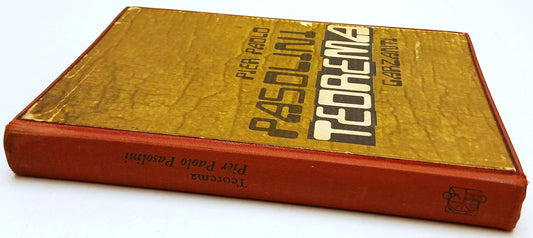 PIER PAOLO
PASOLINI
TEOREMA
GARZANTI
Teorema
Pier Paolo Pasolini